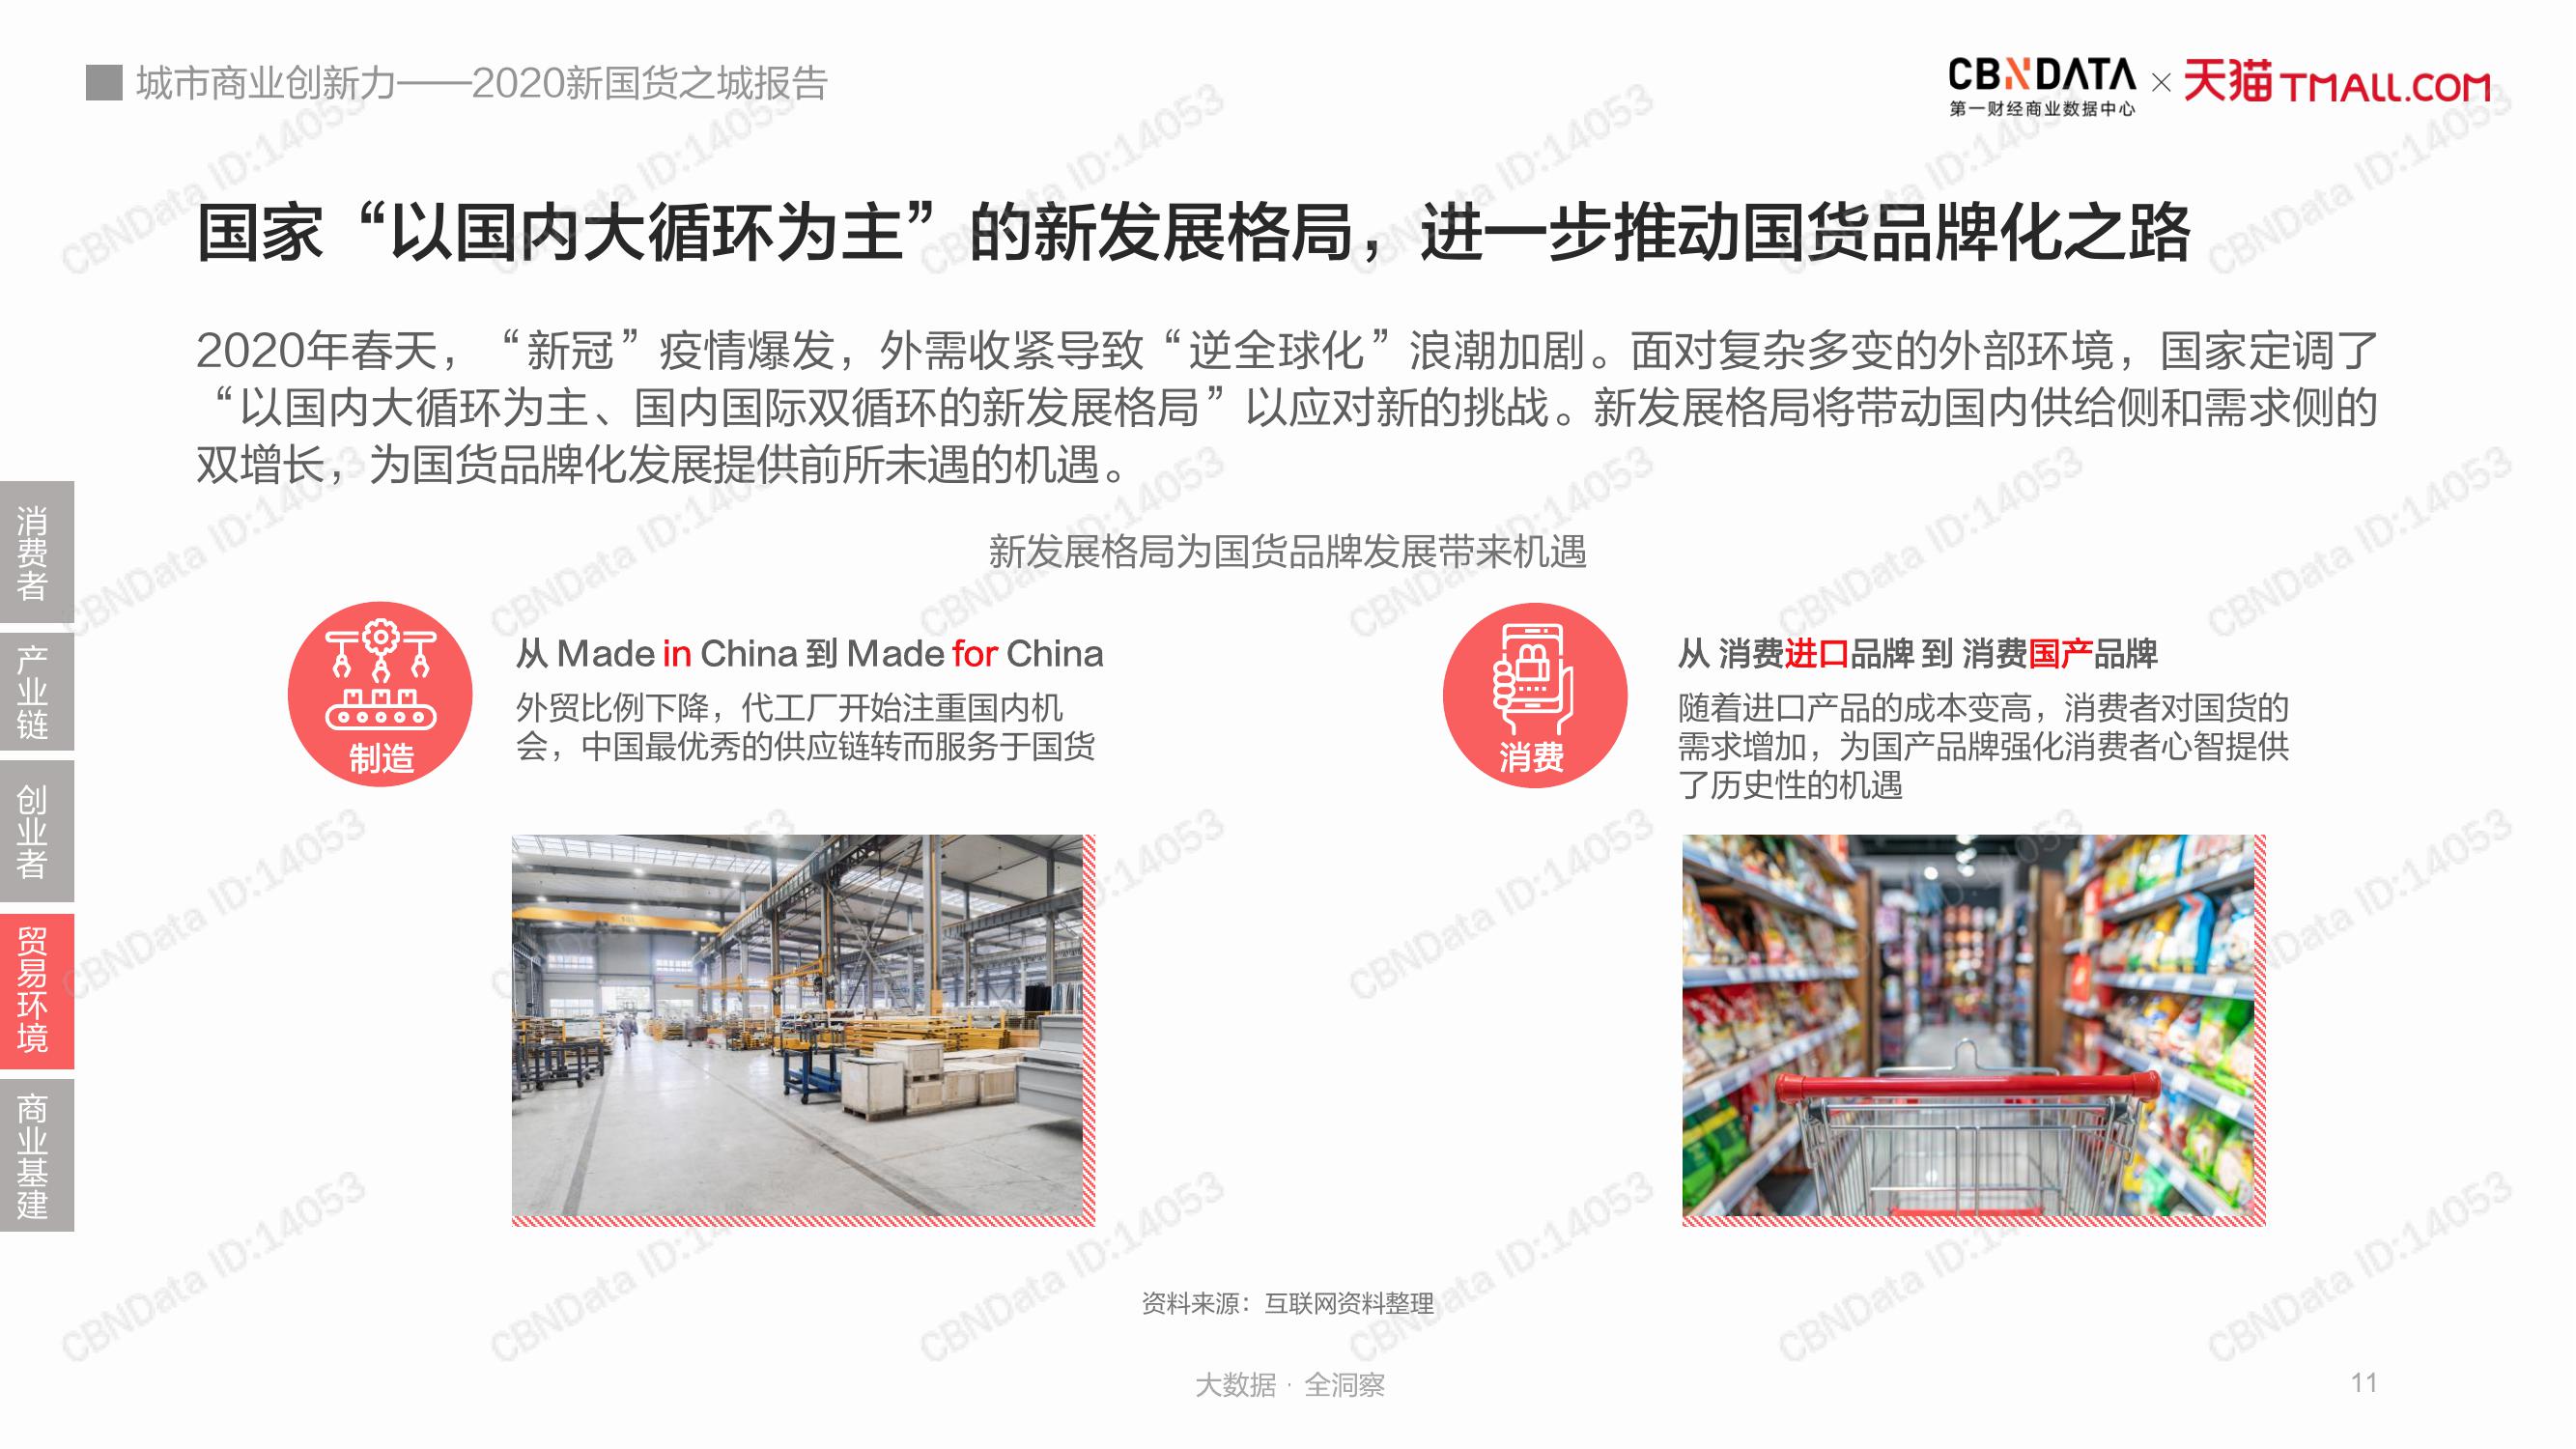 城市商业创新力——2020新国货之城报告
CBNDATA × 天猫 TMALL.COM
第一财经商业数据中心
国家“以国内大循环为主”的新发展格局，进一步推动国货品牌化之路
2020年春天，“新冠”疫情爆发，外需收紧导致“逆全球化”浪潮加剧。面对复杂多变的外部环境，国家定调了
“以国内大循环为主、国内国际双循环的新发展格局”以应对新的挑战。新发展格局将带动国内供给侧和需求侧的
双增长，为国货品牌化发展提供前所未遇的机遇。
消费者
产业链
创业者
贸易环境
商业基建
新发展格局为国货品牌发展带来机遇
制造
从 Made in China 到 Made for China
外贸比例下降，代工厂开始注重国内机
会，中国最优秀的供应链转而服务于国货
消费
从 消费进口品牌 到 消费国产品牌
随着进口产品的成本变高，消费者对国货的
需求增加，为国产品牌强化消费者心智提供
了历史性的机遇
资料来源：互联网资料整理
大数据 · 全洞察
11
CBNData ID:14053